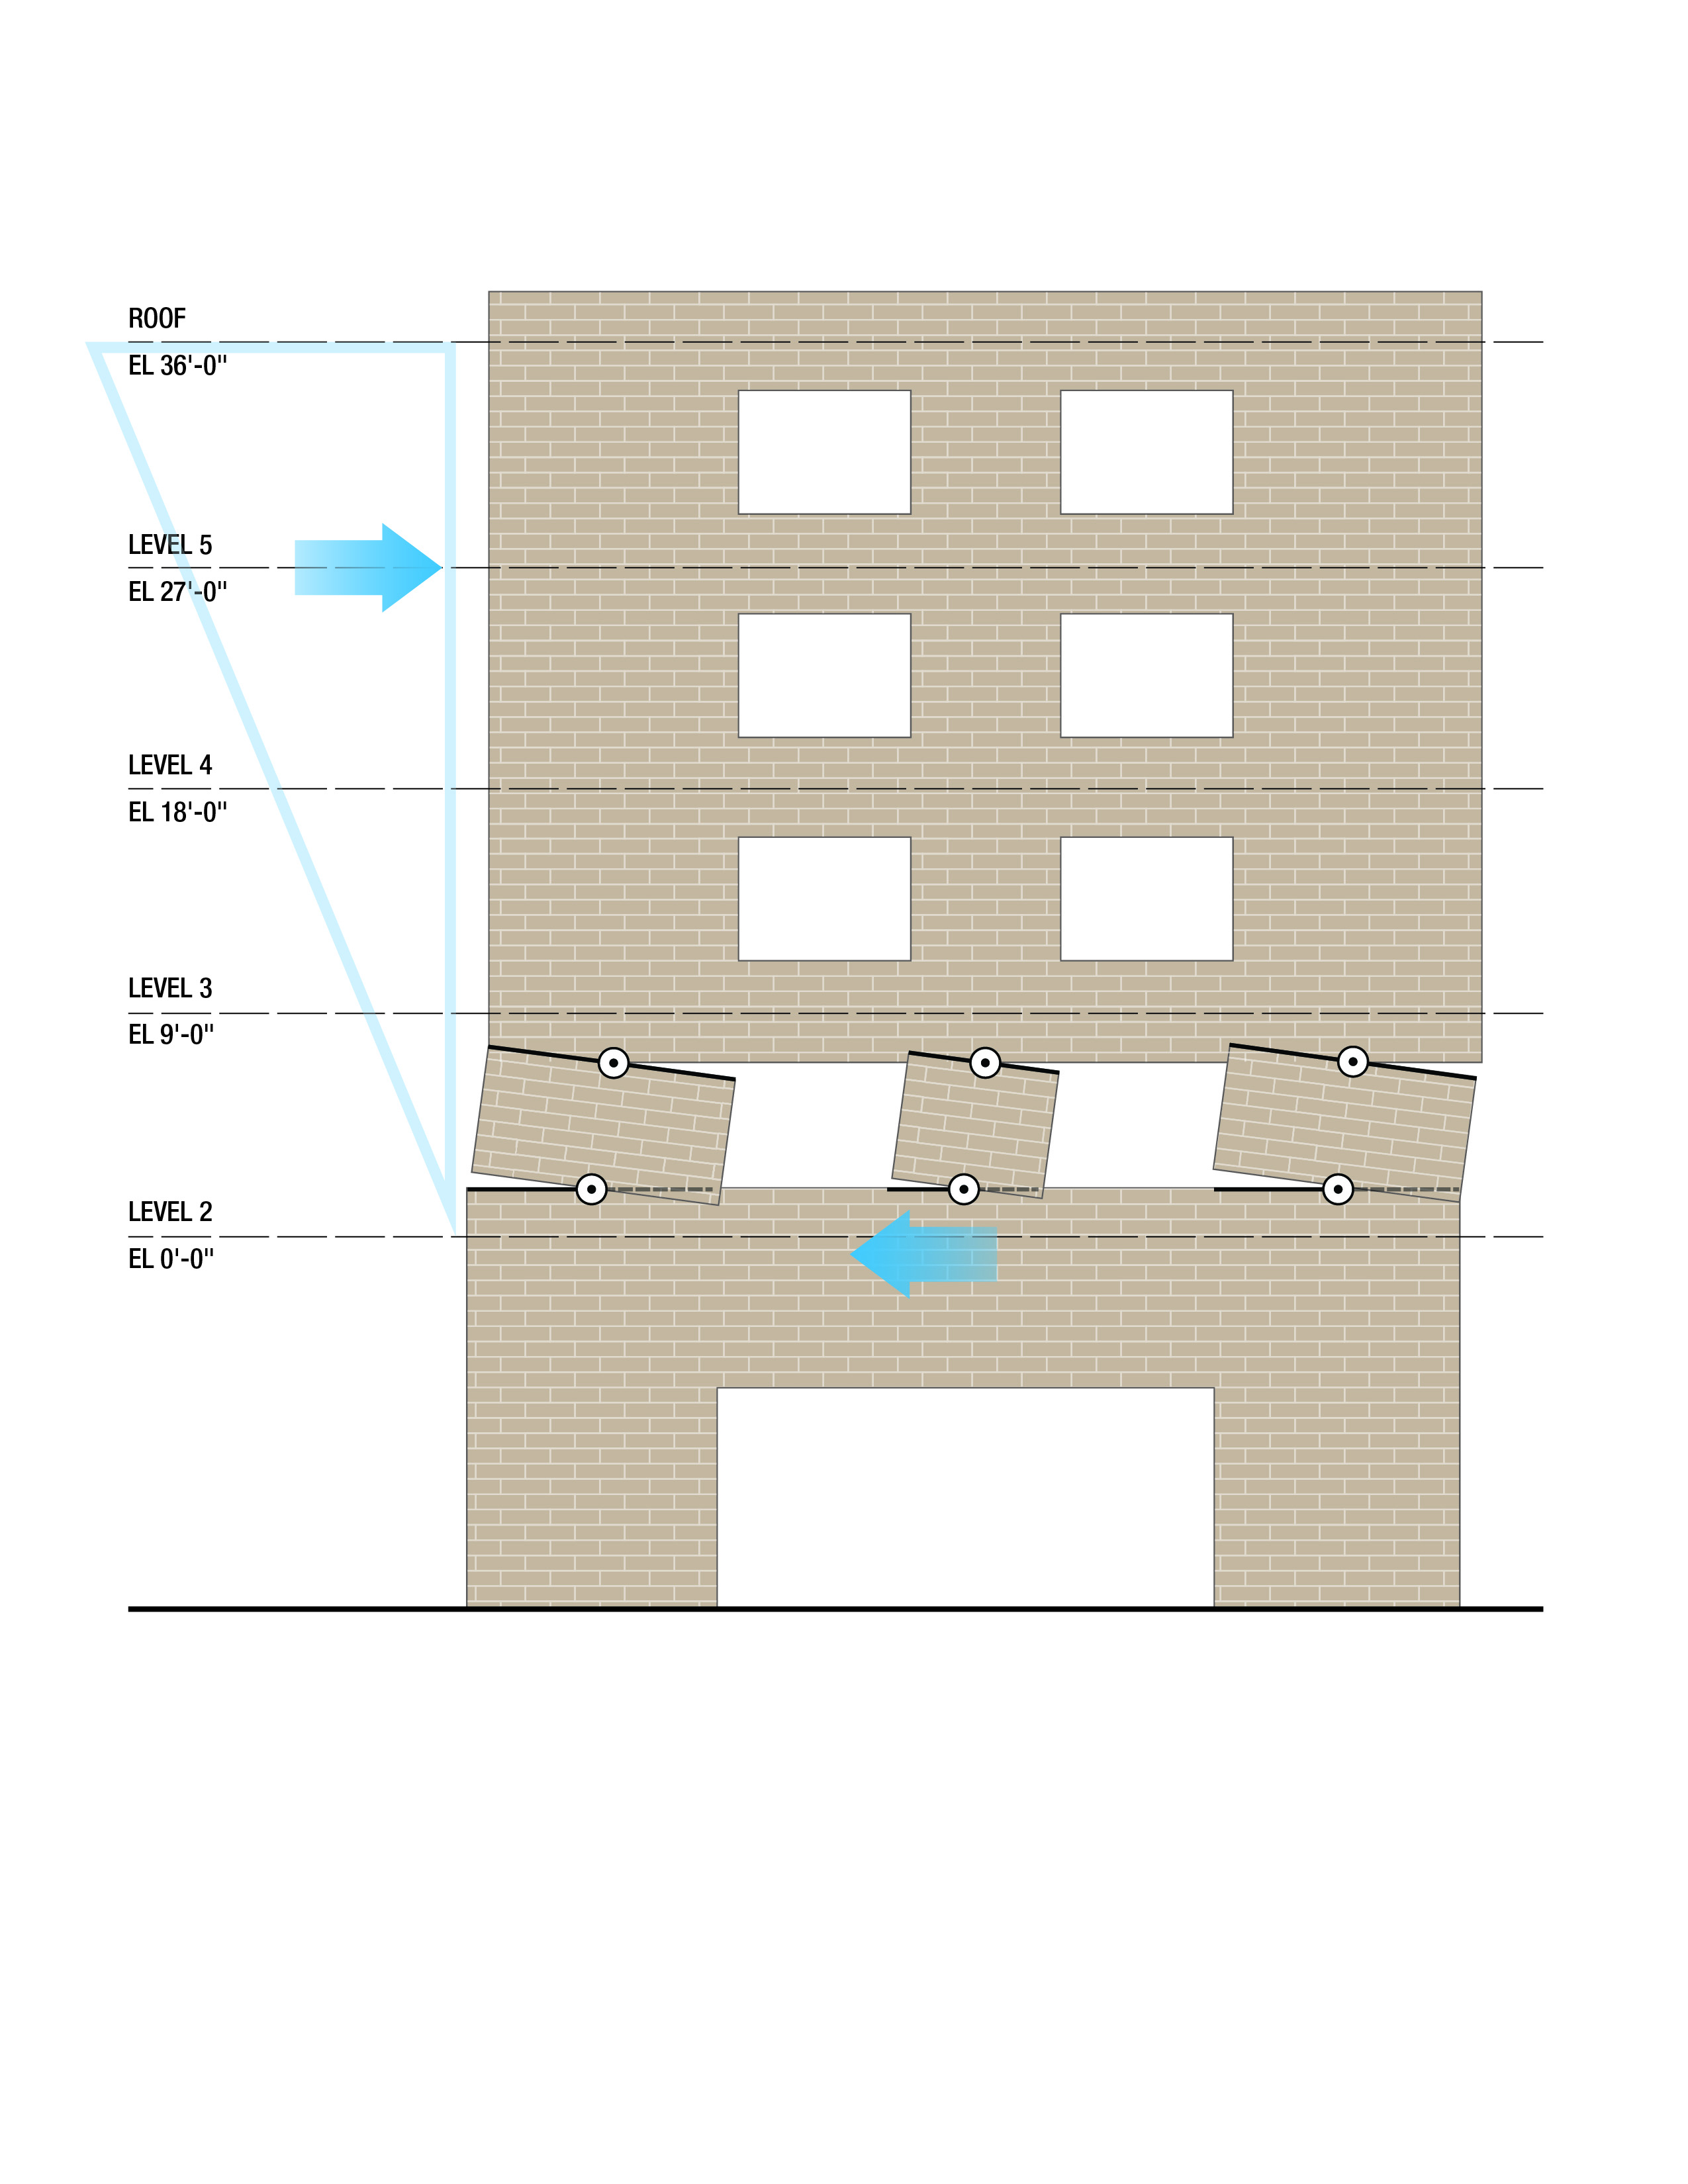 ROOF
EL 36'-0"
LEVEL 5
EL 27'-0"
LEVEL 4
EL 18'-0"
LEVEL 3
EL 9'-0"
LEVEL 2
EL 0'-0"